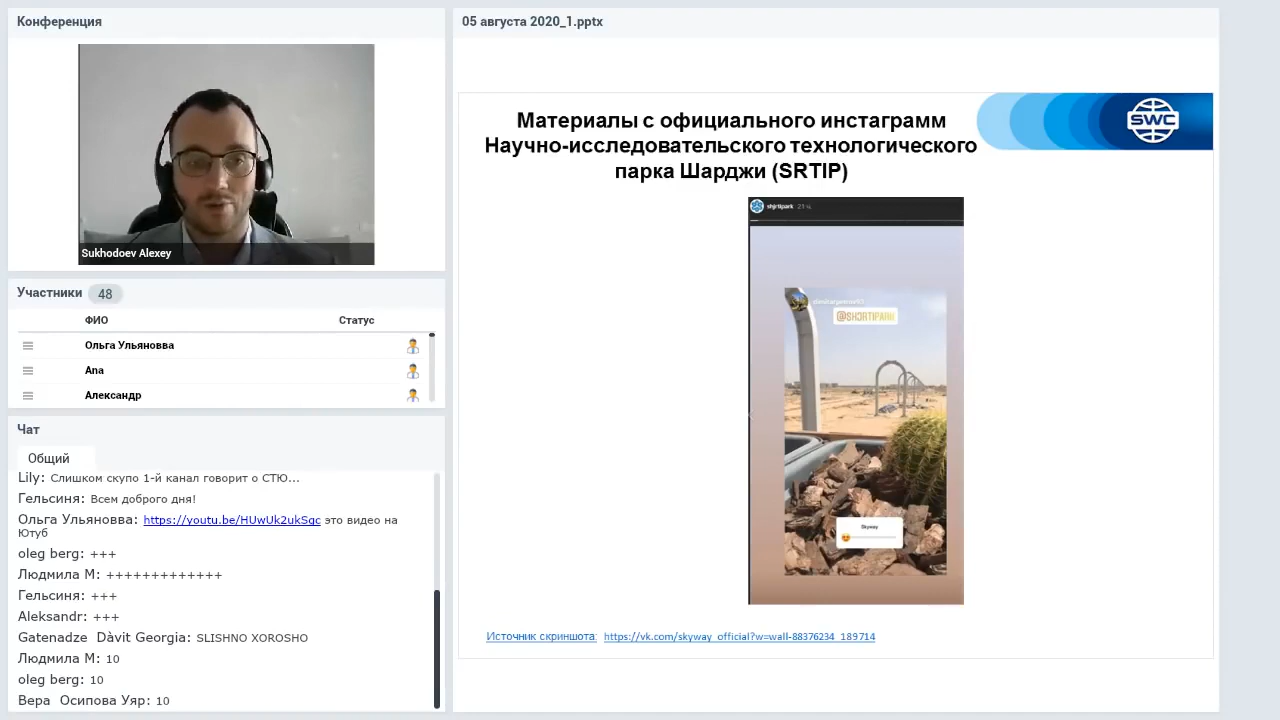 Конференция
Sukhodoev Alexey
Участники 48
ФИО Статус
Ольга Ульяновва
Ana
Александр
Чат
Общий
Lily: Слишком скупо 1-й канал говорит о СТЮ...
Гельсиня: Всем доброго дня!
Ольга Ульяновва: https://youtu.be/HUwUk2ukSgc это видео на
Ютуб
oleg berg: +++
Людмила М: +++++++++++++
Гельсиня: +++
Aleksandr: +++
Gatenadze Dàvit Georgia: SLISHNO XOROSHO
Людмила М: 10
oleg berg: 10
Вера Осипова Уяр: 10
05 августа 2020_1.pptx
Материалы с официального инстаграмм
Научно-исследовательского технологического
парка Шарджи (SRTIP)
SWC
shjrtipark 21 ч.
@SHJRTIPARK
Skyway
Источник скриншота: https://vk.com/skyway_official?w=wall-88376234_189714